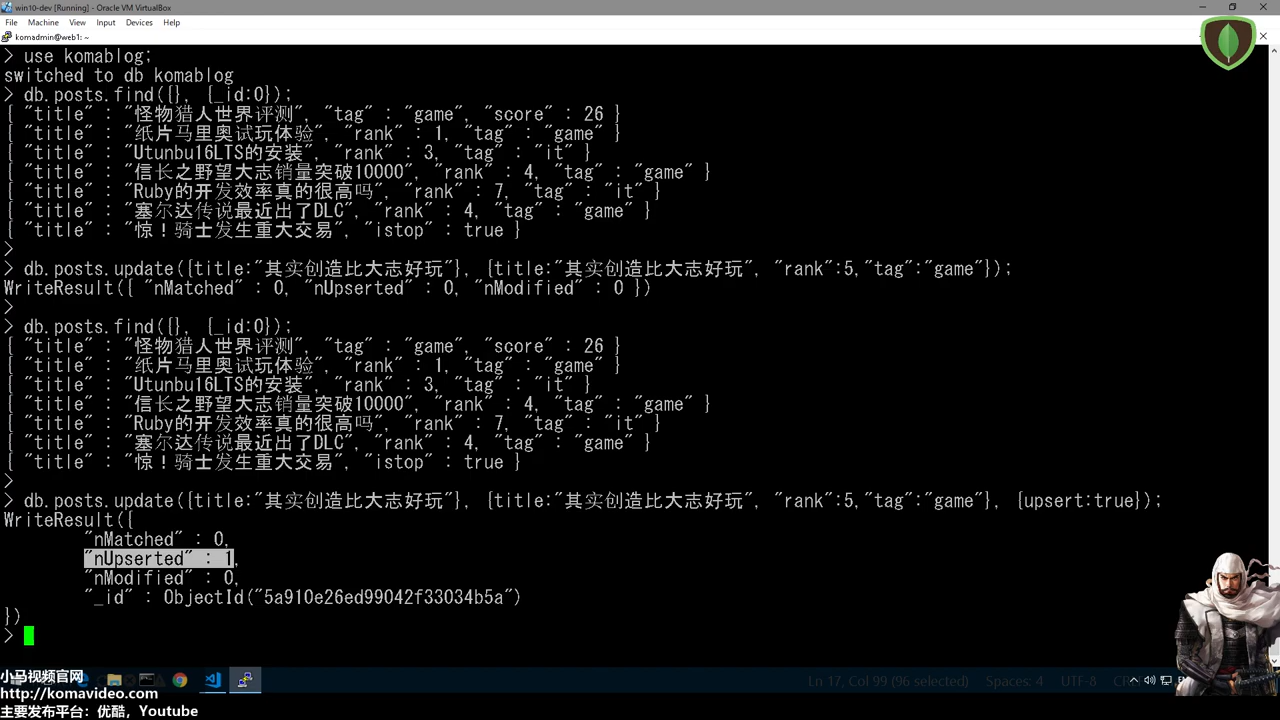 win10-dev [Running] - Oracle VM VirtualBox
File Machine View Input Devices Help
komadmin@web1: ~
> use komablog;
switched to db komablog
> db.posts.find({}, {_id:0});
{ "title" : "怪物猎人世界评测", "tag" : "game", "score" : 26 }
{ "title" : "纸片马里奥试玩体验", "rank" : 1, "tag" : "game" }
{ "title" : "Utunbu16LTS的安装", "rank" : 3, "tag" : "it" }
{ "title" : "信长之野望大志销量突破10000", "rank" : 4, "tag" : "game" }
{ "title" : "Ruby的开发效率真的很高吗", "rank" : 7, "tag" : "it" }
{ "title" : "塞尔达传说最近出了DLC", "rank" : 4, "tag" : "game" }
{ "title" : "惊！骑士发生重大交易", "istop" : true }
>
> db.posts.update({title:"其实创造比大志好玩"}, {title:"其实创造比大志好玩", "rank":5,"tag":"game"});
WriteResult({ "nMatched" : 0, "nUpserted" : 0, "nModified" : 0 })
>
> db.posts.find({}, {_id:0});
{ "title" : "怪物猎人世界评测", "tag" : "game", "score" : 26 }
{ "title" : "纸片马里奥试玩体验", "rank" : 1, "tag" : "game" }
{ "title" : "Utunbu16LTS的安装", "rank" : 3, "tag" : "it" }
{ "title" : "信长之野望大志销量突破10000", "rank" : 4, "tag" : "game" }
{ "title" : "Ruby的开发效率真的很高吗", "rank" : 7, "tag" : "it" }
{ "title" : "塞尔达传说最近出了DLC", "rank" : 4, "tag" : "game" }
{ "title" : "惊！骑士发生重大交易", "istop" : true }
>
> db.posts.update({title:"其实创造比大志好玩"}, {title:"其实创造比大志好玩", "rank":5,"tag":"game"}, {upsert:true});
WriteResult({
"nMatched" : 0,
"nUpserted" : 1,
"nModified" : 0,
"_id" : ObjectId("5a910e26ed99042f33034b5a")
})
>
小马视频官网
http://komavideo.com
主要发布平台：优酷，Youtube
Ln 17, Col 99 (96 selected) Spaces: 4 UTF-8